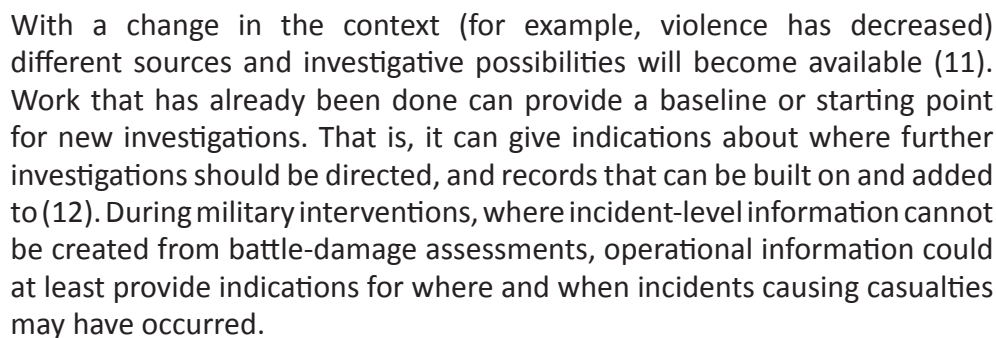 With a change in the context (for example, violence has decreased)
different sources and investigative possibilities will become available (11).
Work that has already been done can provide a baseline or starting point
for new investigations. That is, it can give indications about where further
investigations should be directed, and records that can be built on and added
to (12). During military interventions, where incident-level information cannot
be created from battle-damage assessments, operational information could
at least provide indications for where and when incidents causing casualties
may have occurred.